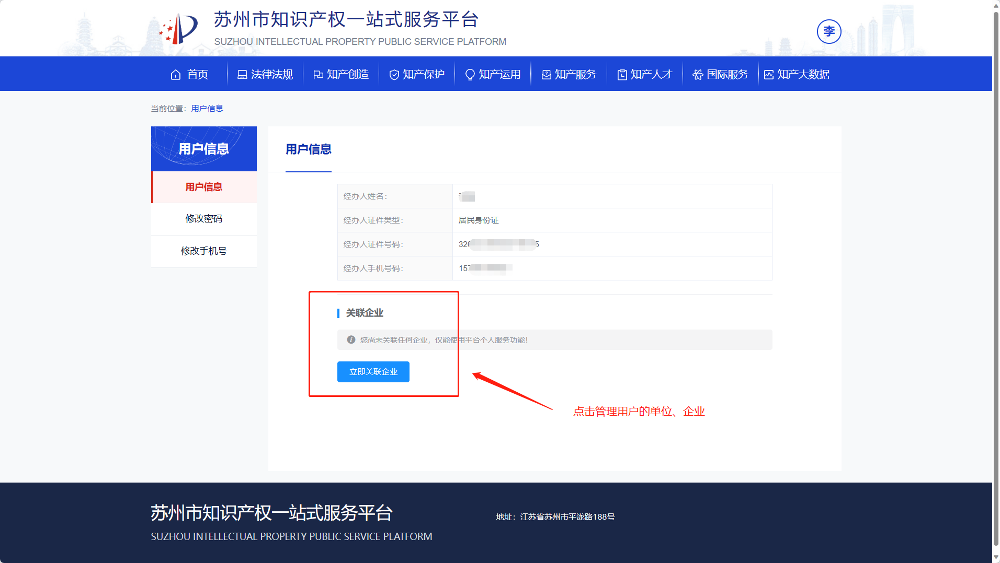 苏州市知识产权一站式服务平台
SUZHOU INTELLECTUAL PROPERTY PUBLIC SERVICE PLATFORM
李
首页 法律法规 知产创造 知产保护 知产运用 知产服务 知产人才 国际服务 知产大数据
当前位置：用户信息
用户信息
用户信息
修改密码
修改手机号
用户信息
经办人姓名：
经办人证件类型： 居民身份证
经办人证件号码： 320 5
经办人手机号码： 157
关联企业
您尚未关联任何企业，仅能使用平台个人服务功能！
立即关联企业
点击管理用户的单位、企业
苏州市知识产权一站式服务平台
SUZHOU INTELLECTUAL PROPERTY PUBLIC SERVICE PLATFORM
地址：江苏省苏州市平泷路188号